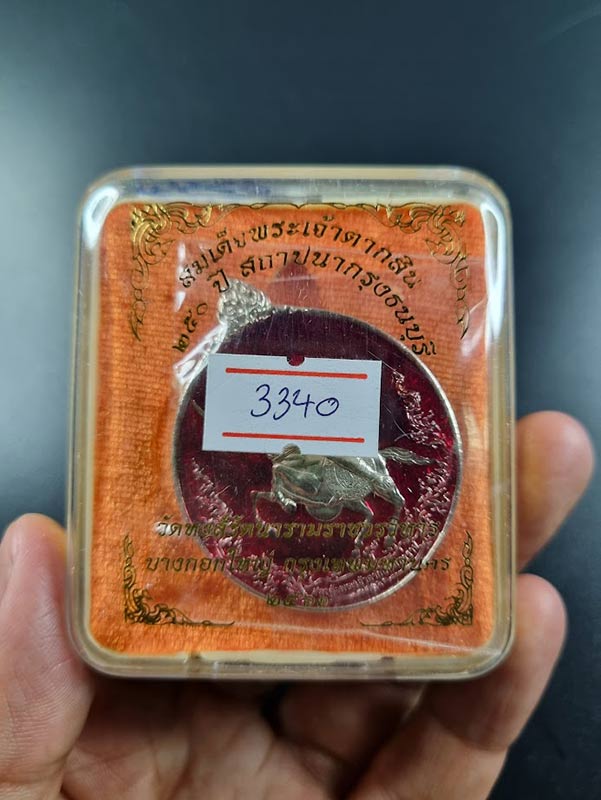 สมเด็จพระเจ้าตากสิน
๒๕๐ ปี สถาปนากรุงธนบุรี
3340
วัดหงส์รัตนารามราชวรวิหาร
บางกอกใหญ่ กรุงเทพมหานคร